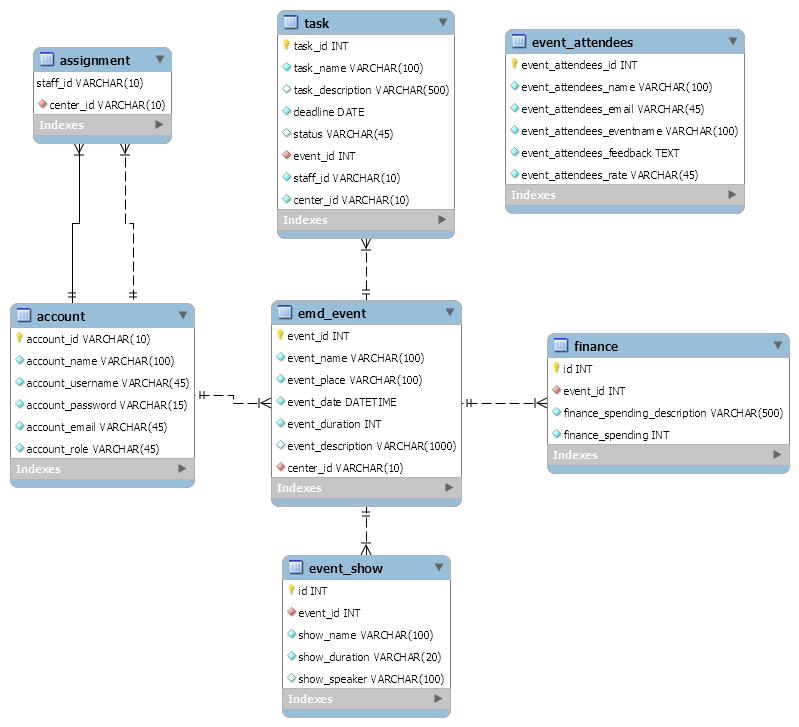 task
task_id INT
task_name VARCHAR(100)
task_description VARCHAR(500)
deadline DATE
status VARCHAR(45)
event_id INT
staff_id VARCHAR(10)
center_id VARCHAR(10)
Indexes
event_attendees
event_attendees_id INT
event_attendees_name VARCHAR(100)
event_attendees_email VARCHAR(45)
event_attendees_eventname VARCHAR(100)
event_attendees_feedback TEXT
event_attendees_rate VARCHAR(45)
Indexes
assignment
staff_id VARCHAR(10)
center_id VARCHAR(10)
Indexes
account
account_id VARCHAR(10)
account_name VARCHAR(100)
account_username VARCHAR(45)
account_password VARCHAR(15)
account_email VARCHAR(45)
account_role VARCHAR(45)
Indexes
emd_event
event_id INT
event_name VARCHAR(100)
event_place VARCHAR(100)
event_date DATETIME
event_duration INT
event_description VARCHAR(1000)
center_id VARCHAR(10)
Indexes
finance
id INT
event_id INT
finance_spending_description VARCHAR(500)
finance_spending INT
Indexes
event_show
id INT
event_id INT
show_name VARCHAR(100)
show_duration VARCHAR(20)
show_speaker VARCHAR(100)
Indexes